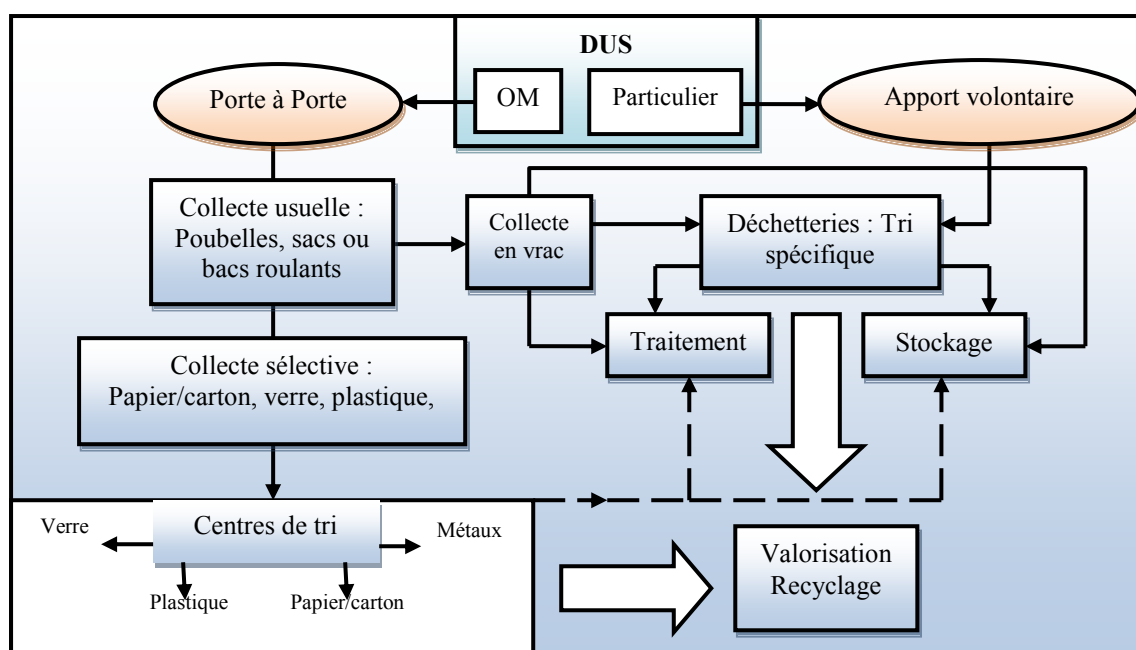 DUS
Porte à Porte
OM
Particulier
Apport volontaire
Collecte usuelle :
Poubelles, sacs ou
bacs roulants
Collecte
en vrac
Déchetteries : Tri
spécifique
Traitement
Stockage
Collecte sélective :
Papier/carton, verre, plastique,
Centres de tri
Verre
Métaux
Plastique
Papier/carton
Valorisation
Recyclage